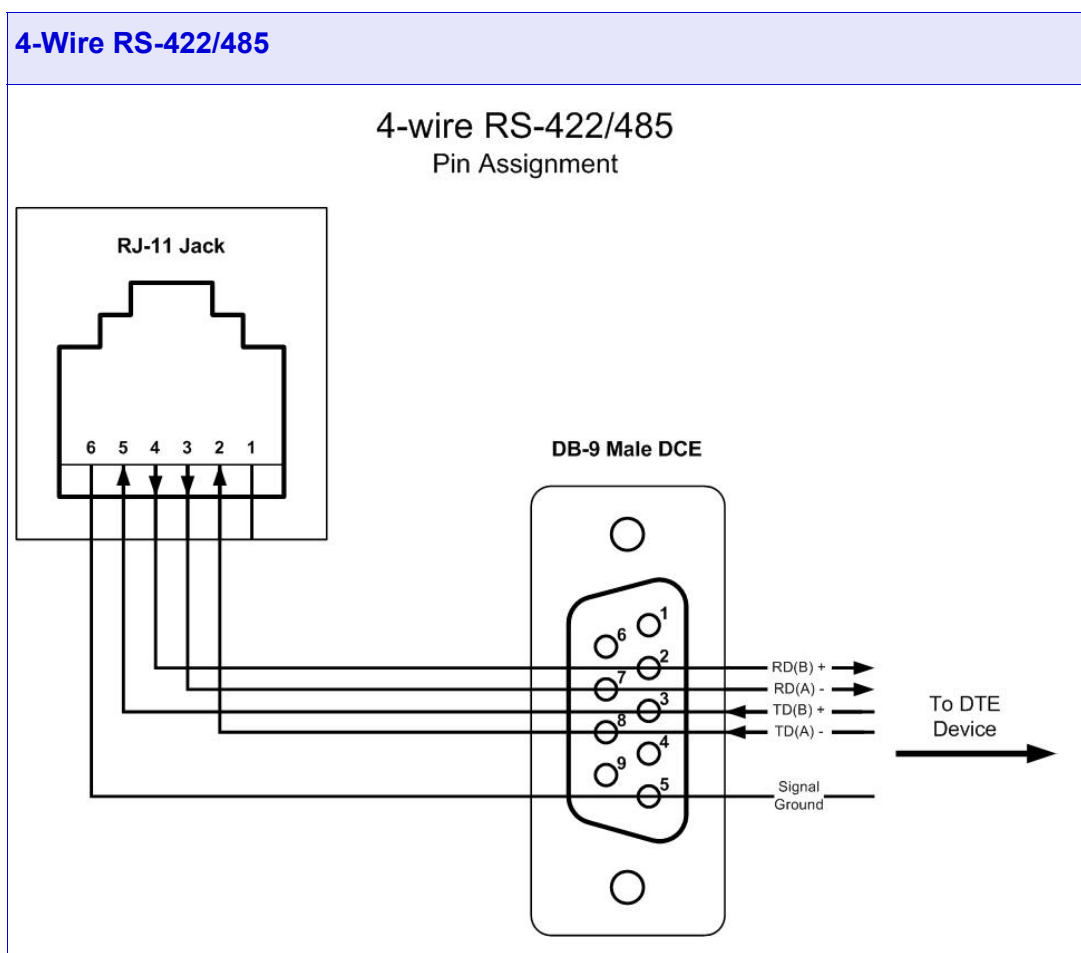 4-Wire RS-422/485
4-wire RS-422/485
Pin Assignment
RJ-11 Jack
6 5 4 3 2 1
DB-9 Male DCE
1
6
2
7
3
8
4
9
5
RD(B) +
RD(A) -
TD(B) +
TD(A) -
Signal
Ground
To DTE
Device